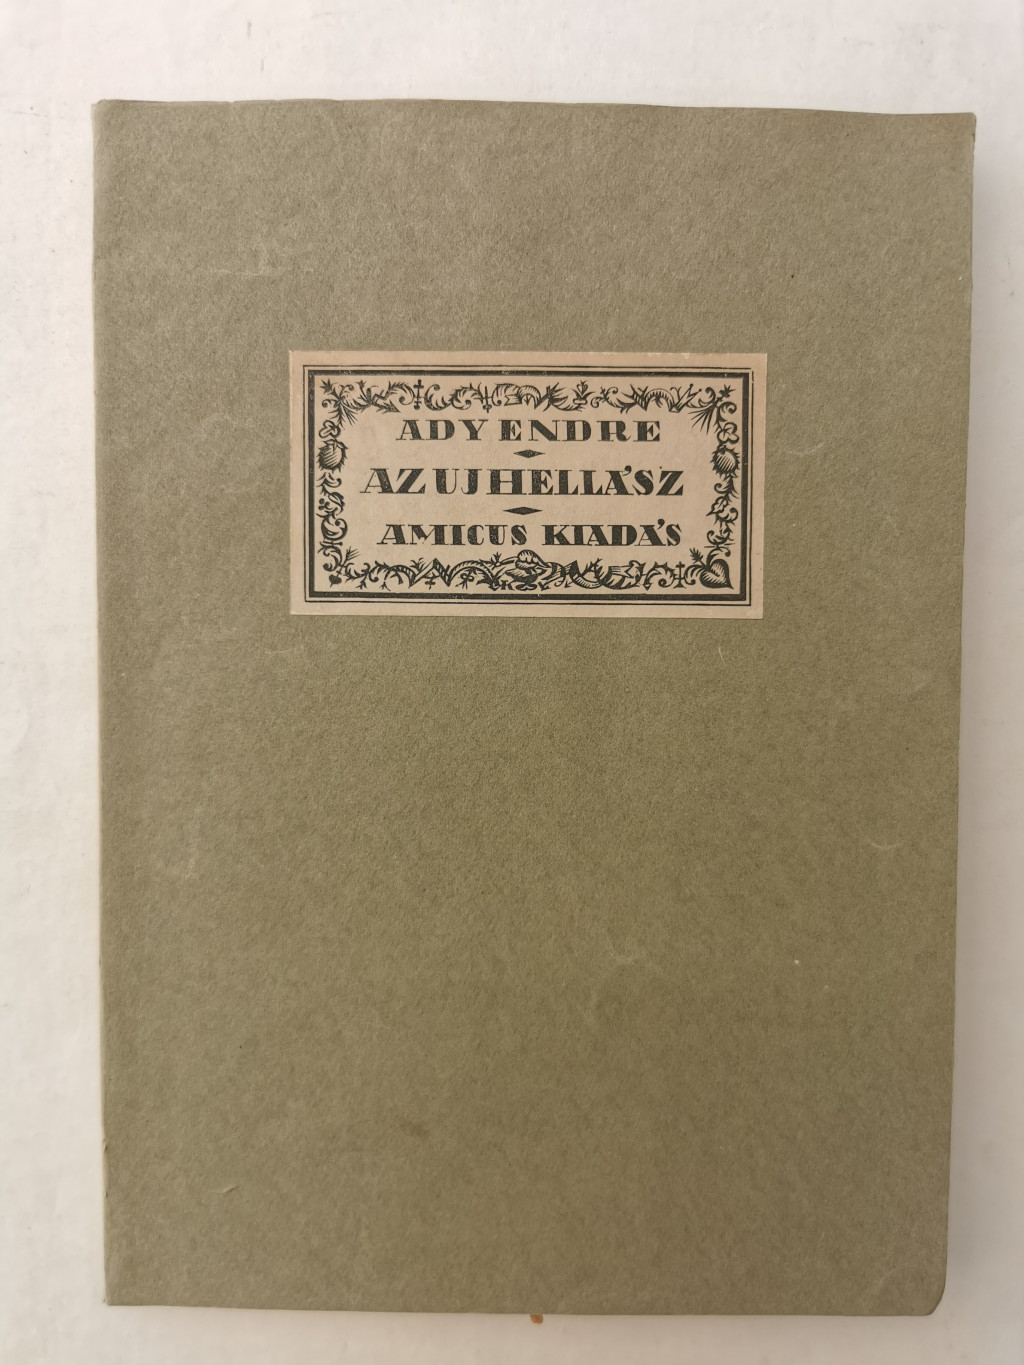 ADY ENDRE
AZ UJ HELLÁSZ
AMICUS KIADÁS